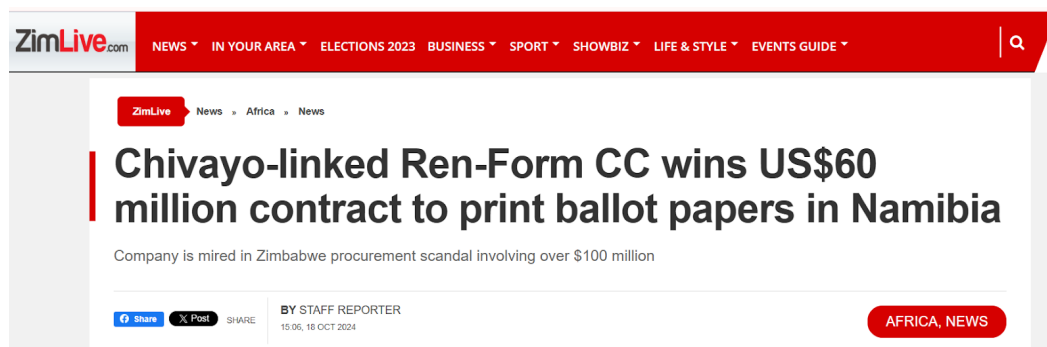 ZimLive.com
NEWS IN YOUR AREA ELECTIONS 2023 BUSINESS SPORT SHOWBIZ LIFE & STYLE EVENTS GUIDE
ZimLive News » Africa » News
Chivayo-linked Ren-Form CC wins US$60
million contract to print ballot papers in Namibia
Company is mired in Zimbabwe procurement scandal involving over $100 million
Share X Post SHARE
BY STAFF REPORTER
15:06, 18 OCT 2024
AFRICA, NEWS